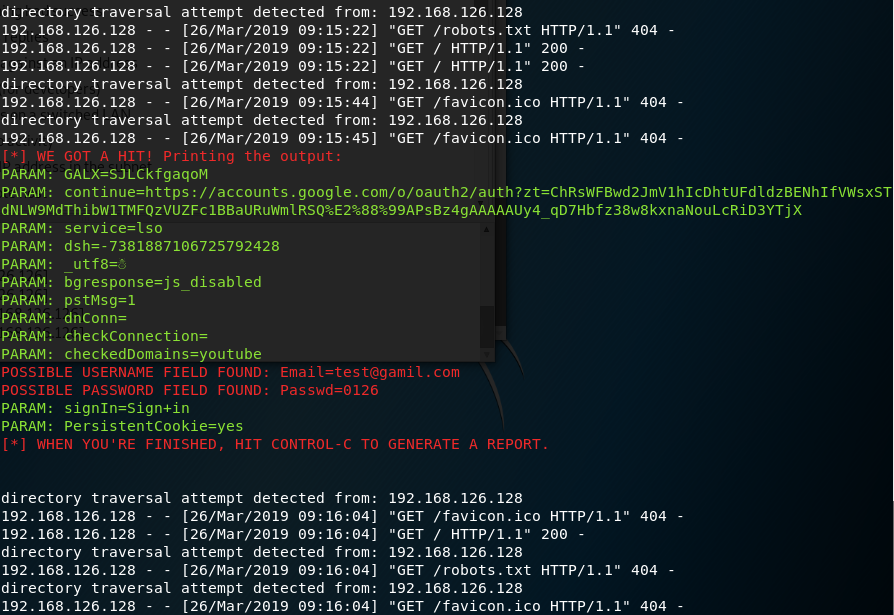 directory traversal attempt detected from: 192.168.126.128
192.168.126.128 - - [26/Mar/2019 09:15:22] "GET /robots.txt HTTP/1.1" 404 -
192.168.126.128 - - [26/Mar/2019 09:15:22] "GET / HTTP/1.1" 200 -
192.168.126.128 - - [26/Mar/2019 09:15:22] "GET / HTTP/1.1" 200 -
directory traversal attempt detected from: 192.168.126.128
192.168.126.128 - - [26/Mar/2019 09:15:44] "GET /favicon.ico HTTP/1.1" 404 -
directory traversal attempt detected from: 192.168.126.128
192.168.126.128 - - [26/Mar/2019 09:15:45] "GET /favicon.ico HTTP/1.1" 404 -
[*] WE GOT A HIT! Printing the output:
PARAM: GALX=SJLCkfgaqoM
PARAM: continue=https://accounts.google.com/o/oauth2/auth?zt=ChRsWFBwd2JmV1hIcDhtUFdldzBENhIfVWsxST
dNLW9MdThibW1TMFQzVUZFc1BBaURuWmlRSQ%E2%88%99APsBz4gAAAAAUy4_qD7Hbfz38w8kxnaNouLcRiD3YTjX
PARAM: service=lso
PARAM: dsh=-7381887106725792428
PARAM: _utf8=☃
PARAM: bgresponse=js_disabled
PARAM: pstMsg=1
PARAM: dnConn=
PARAM: checkConnection=
PARAM: checkedDomains=youtube
POSSIBLE USERNAME FIELD FOUND: Email=test@gamil.com
POSSIBLE PASSWORD FIELD FOUND: Passwd=0126
PARAM: signIn=Sign+in
PARAM: PersistentCookie=yes
[*] WHEN YOU'RE FINISHED, HIT CONTROL-C TO GENERATE A REPORT.
directory traversal attempt detected from: 192.168.126.128
192.168.126.128 - - [26/Mar/2019 09:16:04] "GET /favicon.ico HTTP/1.1" 404 -
192.168.126.128 - - [26/Mar/2019 09:16:04] "GET / HTTP/1.1" 200 -
directory traversal attempt detected from: 192.168.126.128
192.168.126.128 - - [26/Mar/2019 09:16:04] "GET /robots.txt HTTP/1.1" 404 -
directory traversal attempt detected from: 192.168.126.128
192.168.126.128 - - [26/Mar/2019 09:16:04] "GET /favicon.ico HTTP/1.1" 404 -